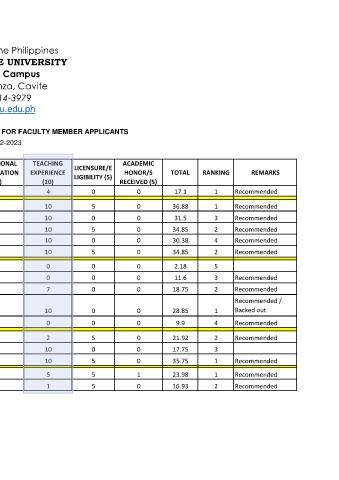 ne Philippines
E UNIVERSITY
Campus
nza, Cavite
14-3979
u.edu.ph
FOR FACULTY MEMBER APPLICANTS
2-2023
ONAL TEACHING LICENSURE/E ACADEMIC TOTAL RANKING REMARKS
ATION EXPERIENCE LIGIBILITY (5) HONOR/S
) (10) RECEIVED (5)
4 0 0 17.1 1 Recommended
10 5 0 36.88 1 Recommended
10 0 0 31.5 3 Recommended
10 5 0 34.85 2 Recommended
10 0 0 30.38 4 Recommended
10 5 0 34.85 2 Recommended
0 0 0 2.18 5
0 0 0 11.6 3 Recommended
7 0 0 18.75 2 Recommended
Recommended /
10 0 0 28.85 1 Backed out
0 0 0 9.9 4 Recommended
2 5 0 21.92 2 Recommended
10 0 0 17.75 3
10 5 0 35.75 1 Recommended
5 5 1 23.98 1 Recommended
1 5 0 16.93 2 Recommended